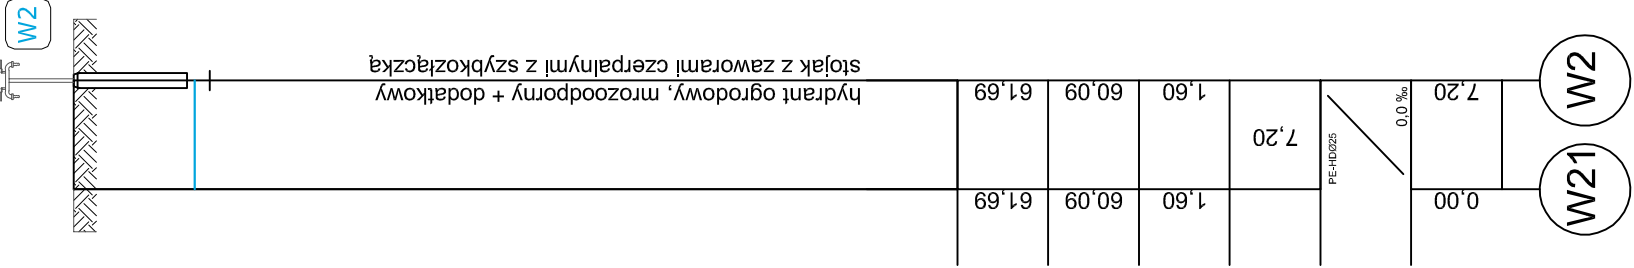 W2
hydrant ogrodowy, mrozoodporny + dodatkowy
stojak z zaworami czerpalnymi z szybkozłączką
61,69
61,69
60,09
60,09
1,60
1,60
7,20
PE-HDØ25
0,0 ‰
0,00
7,20
W21
W2